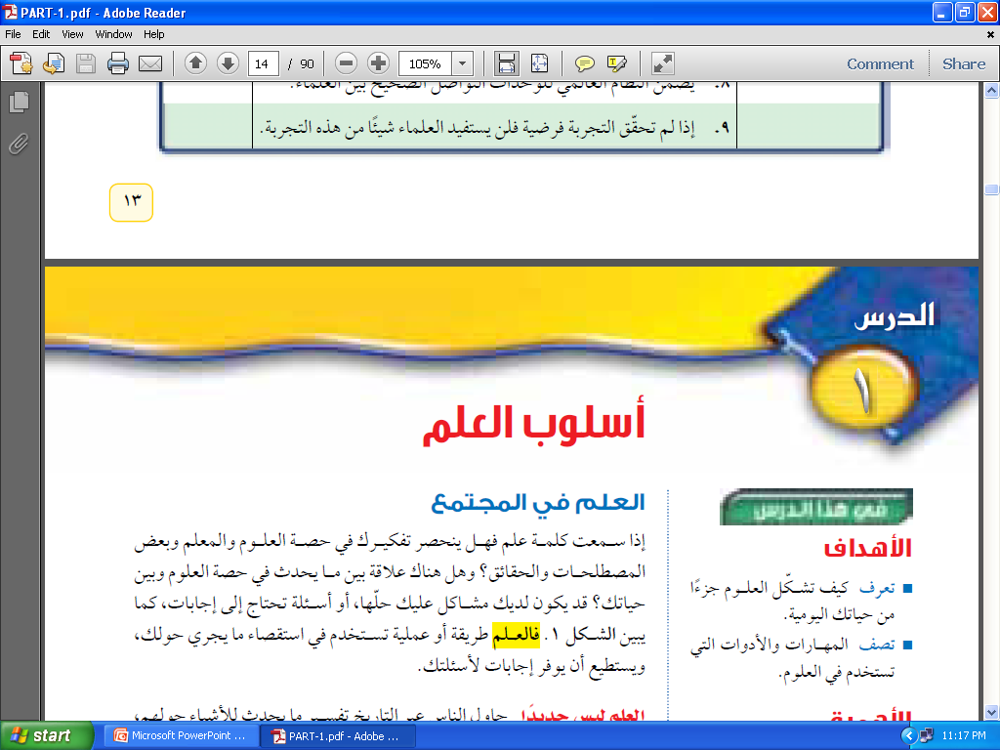 PART-1.pdf - Adobe Reader
File Edit View Window Help
14 / 90 105% Comment Share
٨. يضمن النظام العالمي للوحدات التواصل الصحيح بين العلماء.
٩. إذا لم تحقّق التجربة فرضية فلن يستفيد العلماء شيئًا من هذه التجربة.
١٣
الدرس
١
أسلوب العلم
في هذا الدرس
الأهداف
تعرف كيف تشكّل العلوم جزءًا
من حياتك اليومية.
تصف المهارات والأدوات التي
تستخدم في العلوم.
الأهمية
العلم في المجتمع
إذا سمعت كلمة علم فهل ينحصر تفكيرك في حصة العلوم والمعلم وبعض
المصطلحات والحقائق؟ وهل هناك علاقة بين ما يحدث في حصة العلوم وبين
حياتك؟ قد يكون لديك مشاكل عليك حلّها، أو أسئلة تحتاج إلى إجابات، كما
يبين الشكل ١. فالعلم طريقة أو عملية تستخدم في استقصاء ما يجري حولك،
ويستطيع أن يوفر إجابات لأسئلتك.
العلم ليس جديدًا حاول الناس عبر التاريخ تفسير ما يحدث للأشياء حولهم،
start Microsoft PowerPoint ... PART-1.pdf - Adobe ... 11:17 PM